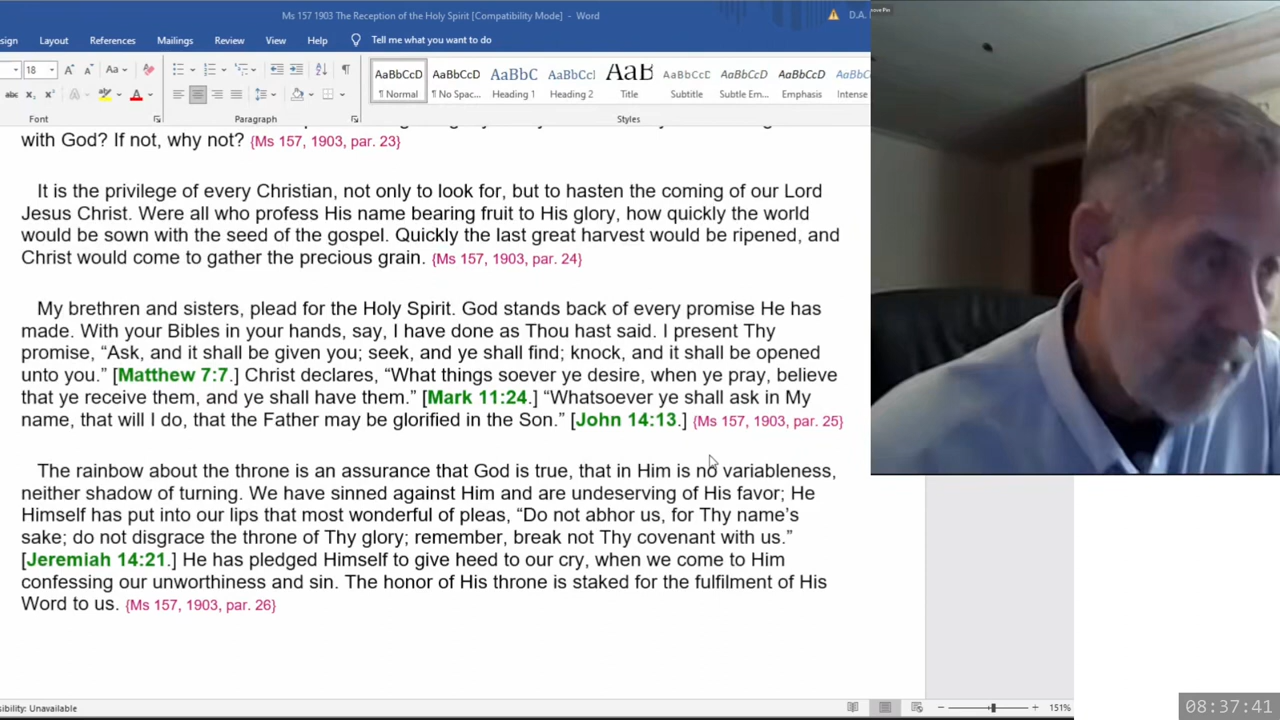 Ms 157 1903 The Reception of the Holy Spirit [Compatibility Mode] - Word
D.A.
sign Layout References Mailings Review View Help Tell me what you want to do
18 Aa
abc x₂ x² A
AaBbCcD AaBbCcD AaBbC AaBbCcl AaB AaBbCcD AaBbCcD AaBbCcD AaBbCcD
¶ Normal ¶ No Spac... Heading 1 Heading 2 Title Subtitle Subtle Em... Emphasis Intense
Font Paragraph Styles
with God? If not, why not? {Ms 157, 1903, par. 23}
It is the privilege of every Christian, not only to look for, but to hasten the coming of our Lord
Jesus Christ. Were all who profess His name bearing fruit to His glory, how quickly the world
would be sown with the seed of the gospel. Quickly the last great harvest would be ripened, and
Christ would come to gather the precious grain. {Ms 157, 1903, par. 24}
My brethren and sisters, plead for the Holy Spirit. God stands back of every promise He has
made. With your Bibles in your hands, say, I have done as Thou hast said. I present Thy
promise, “Ask, and it shall be given you; seek, and ye shall find; knock, and it shall be opened
unto you.” [Matthew 7:7.] Christ declares, “What things soever ye desire, when ye pray, believe
that ye receive them, and ye shall have them.” [Mark 11:24.] “Whatsoever ye shall ask in My
name, that will I do, that the Father may be glorified in the Son.” [John 14:13.] {Ms 157, 1903, par. 25}
The rainbow about the throne is an assurance that God is true, that in Him is no variableness,
neither shadow of turning. We have sinned against Him and are undeserving of His favor; He
Himself has put into our lips that most wonderful of pleas, “Do not abhor us, for Thy name’s
sake; do not disgrace the throne of Thy glory; remember, break not Thy covenant with us.”
[Jeremiah 14:21.] He has pledged Himself to give heed to our cry, when we come to Him
confessing our unworthiness and sin. The honor of His throne is staked for the fulfilment of His
Word to us. {Ms 157, 1903, par. 26}
sibility: Unavailable
151%
08:37:41